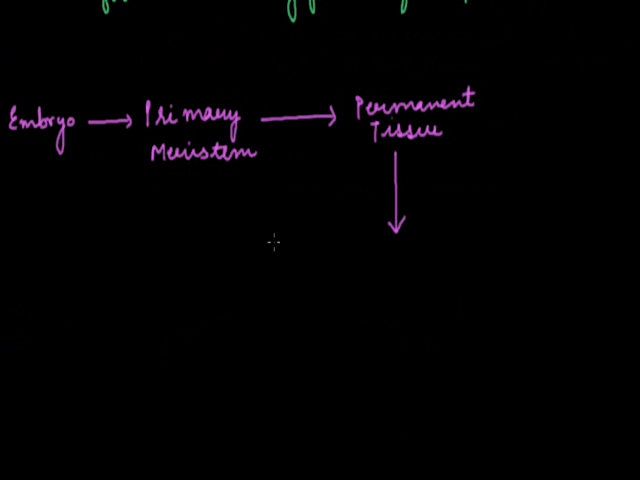 Embryo → Primary → Permanent
Meristem Tissue